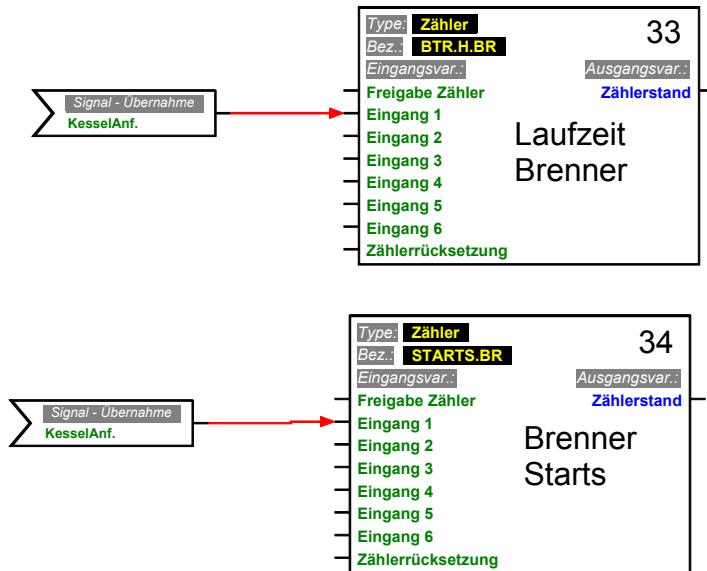 Type: Zähler
33
Bez.: BTR.H.BR
Eingangsvar.: Ausgangsvar.:
Signal - Übernahme
KesselAnf.
Freigabe Zähler Zählerstand
Eingang 1
Eingang 2
Eingang 3
Eingang 4
Eingang 5
Eingang 6
Zählerrücksetzung
Laufzeit
Brenner
Type: Zähler
34
Bez.: STARTS.BR
Eingangsvar.: Ausgangsvar.:
Signal - Übernahme
KesselAnf.
Freigabe Zähler Zählerstand
Eingang 1
Eingang 2
Eingang 3
Eingang 4
Eingang 5
Eingang 6
Zählerrücksetzung
Brenner
Starts